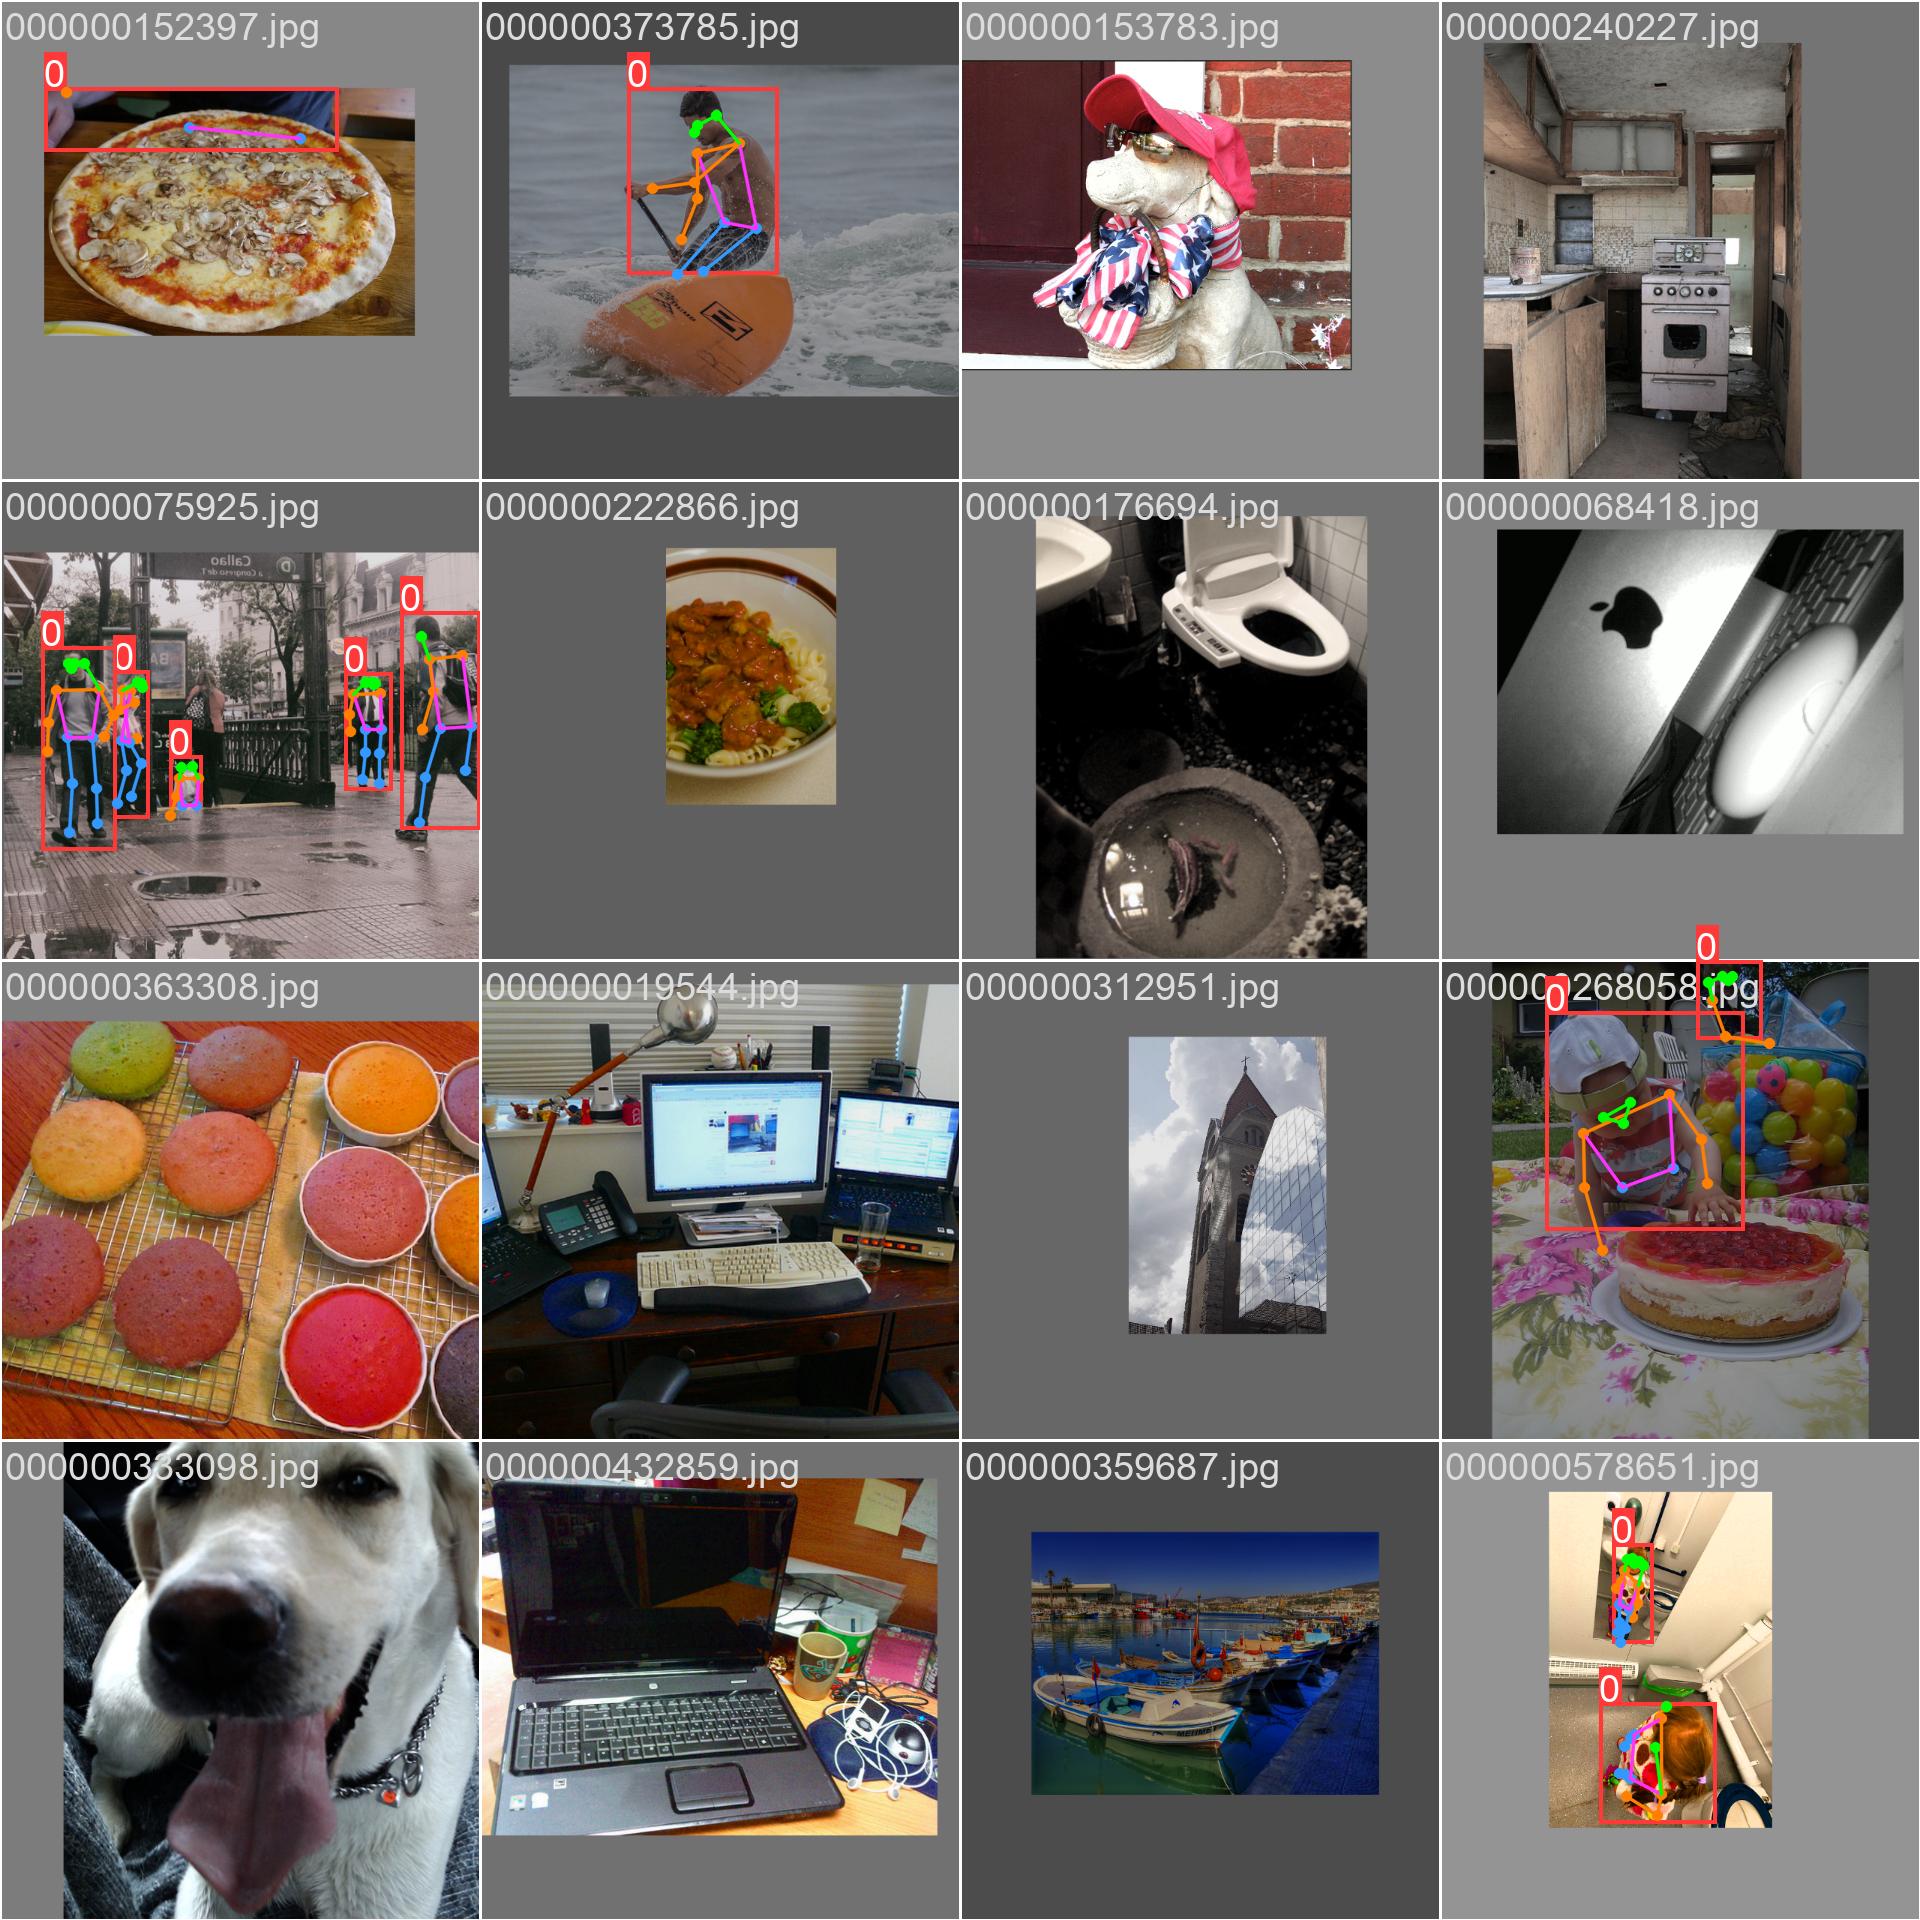 000000152397.jpg
000000373785.jpg
000000153783.jpg
000000240227.jpg
0
0
000000075925.jpg
000000222866.jpg
000000176694.jpg
000000068418.jpg
Callao
a Congreso de T
D
0
0
0
0
0
000000363308.jpg
000000019544.jpg
000000312951.jpg
000000268058.jpg
0
0
000000333098.jpg
000000432859.jpg
000000359687.jpg
000000578651.jpg
0
0